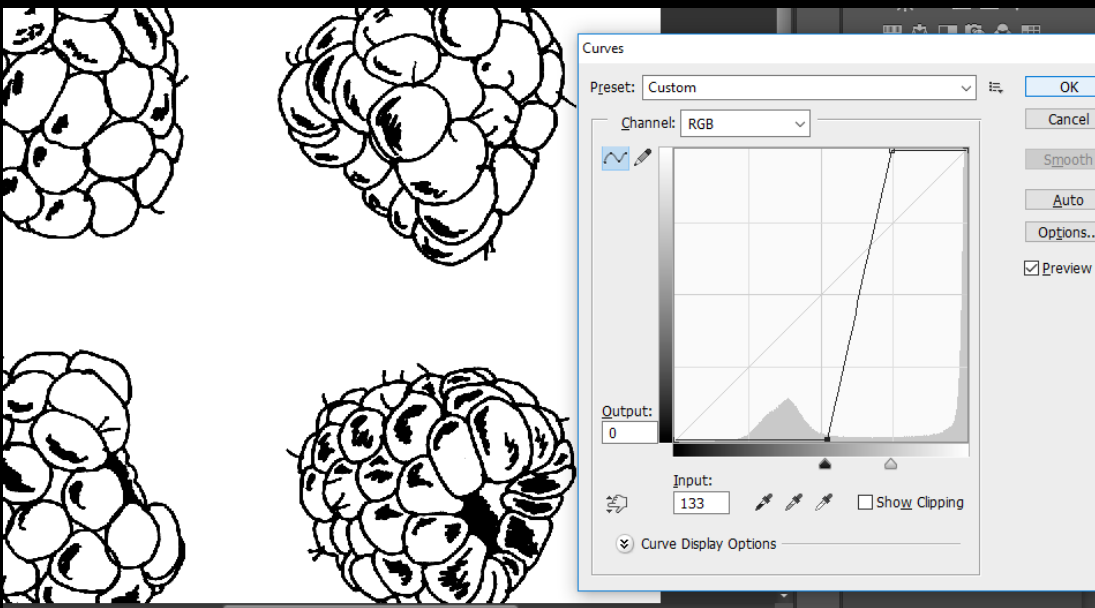 Curves
Preset: Custom
OK
Channel: RGB
Cancel
Smooth
Auto
Options..
Preview
Output:
0
Input:
133
Show Clipping
Curve Display Options